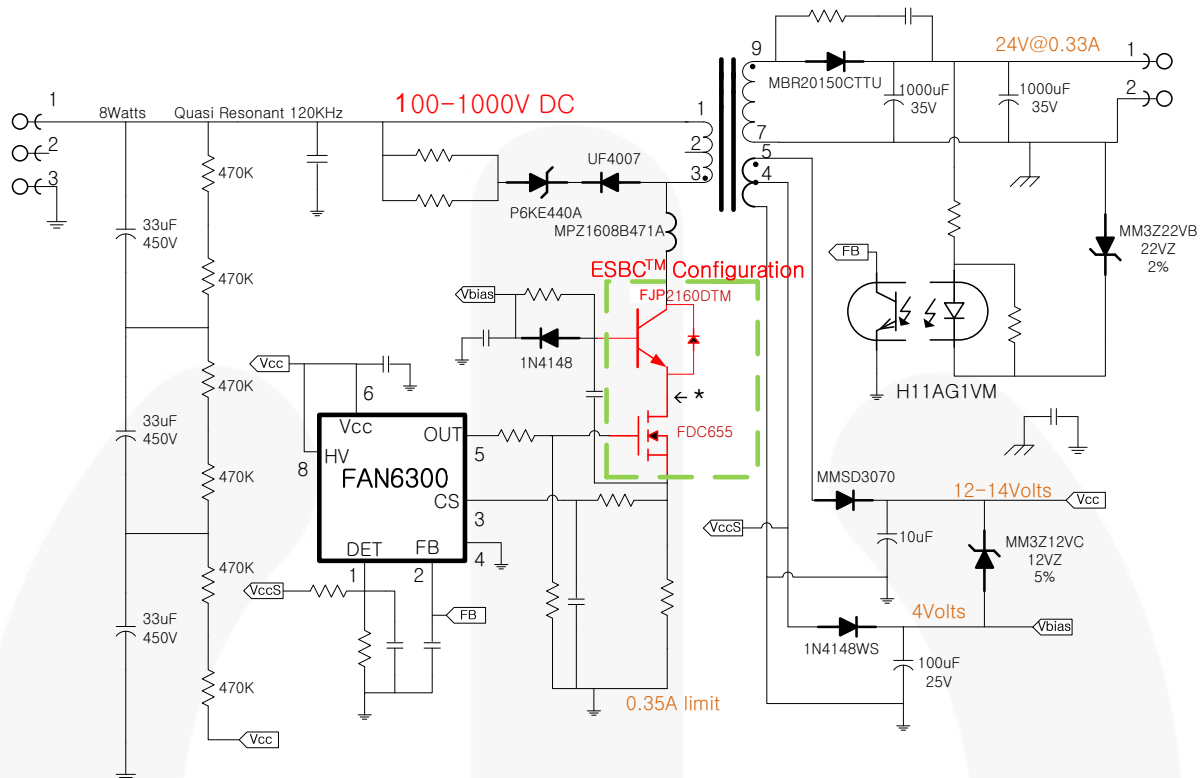 1
2
3
8Watts
Quasi Resonant 120KHz
100-1000V DC
470K
470K
470K
470K
470K
470K
33uF
450V
33uF
450V
33uF
450V
Vcc
UF4007
P6KE440A
MPZ1608B471A
1
2
3
9
7
5
4
MBR20150CTTU
24V@0.33A
1
2
1000uF
35V
1000uF
35V
MM3Z22VB
22VZ
2%
FB
H11AG1VM
ESBC™ Configuration
FJP2160DTM
Vbias
1N4148
← *
FDC655
Vcc
6
Vcc
OUT
5
8
HV
FAN6300
CS
3
4
DET
FB
1
2
VccS
FB
0.35A limit
VccS
MMSD3070
12-14Volts
Vcc
10uF
MM3Z12VC
12VZ
5%
4Volts
Vbias
1N4148WS
100uF
25V